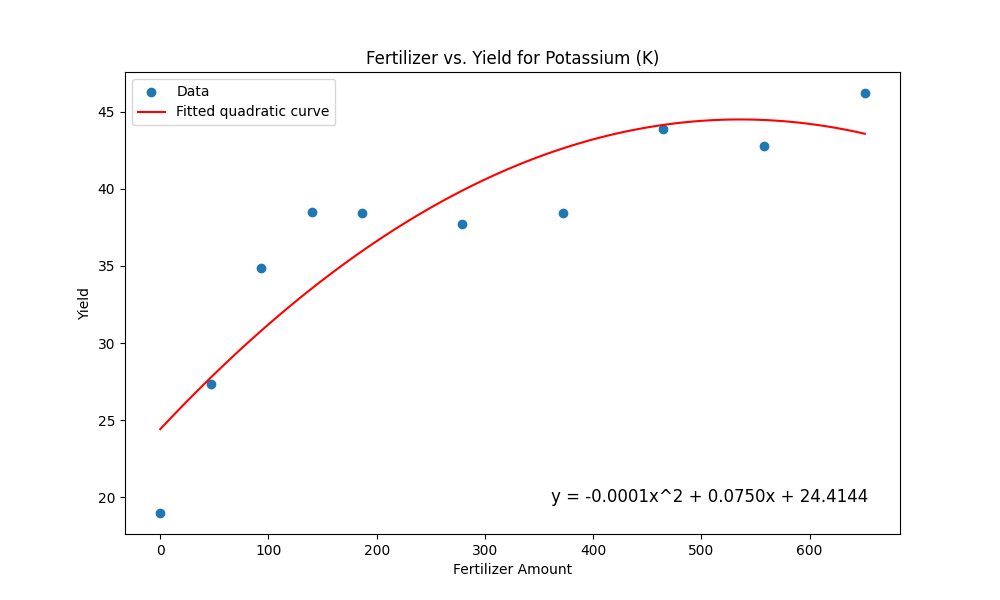 Fertilizer vs. Yield for Potassium (K)
Data
Fitted quadratic curve
45
40
35
30
25
20
Yield
y = -0.0001x^2 + 0.0750x + 24.4144
0 100 200 300 400 500 600
Fertilizer Amount